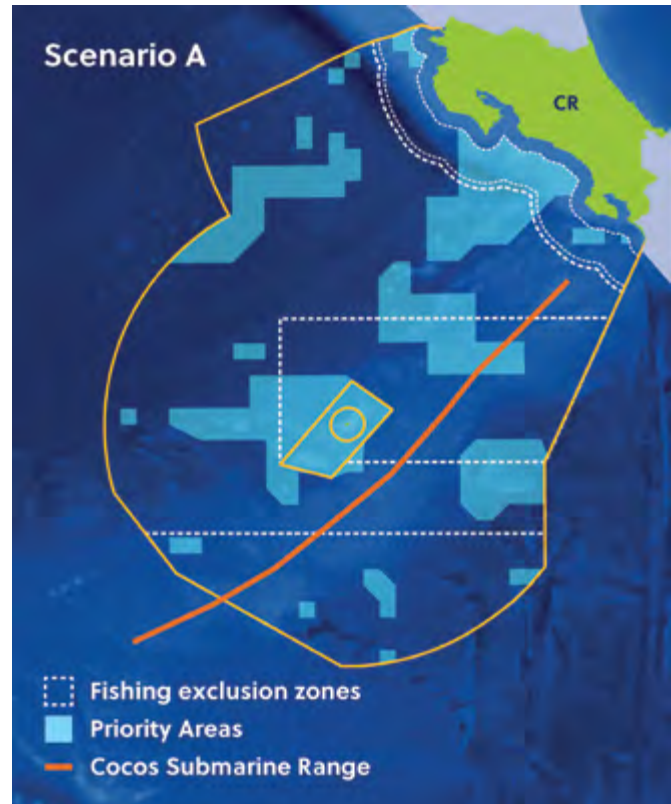 Scenario A
CR
Fishing exclusion zones
Priority Areas
Cocos Submarine Range